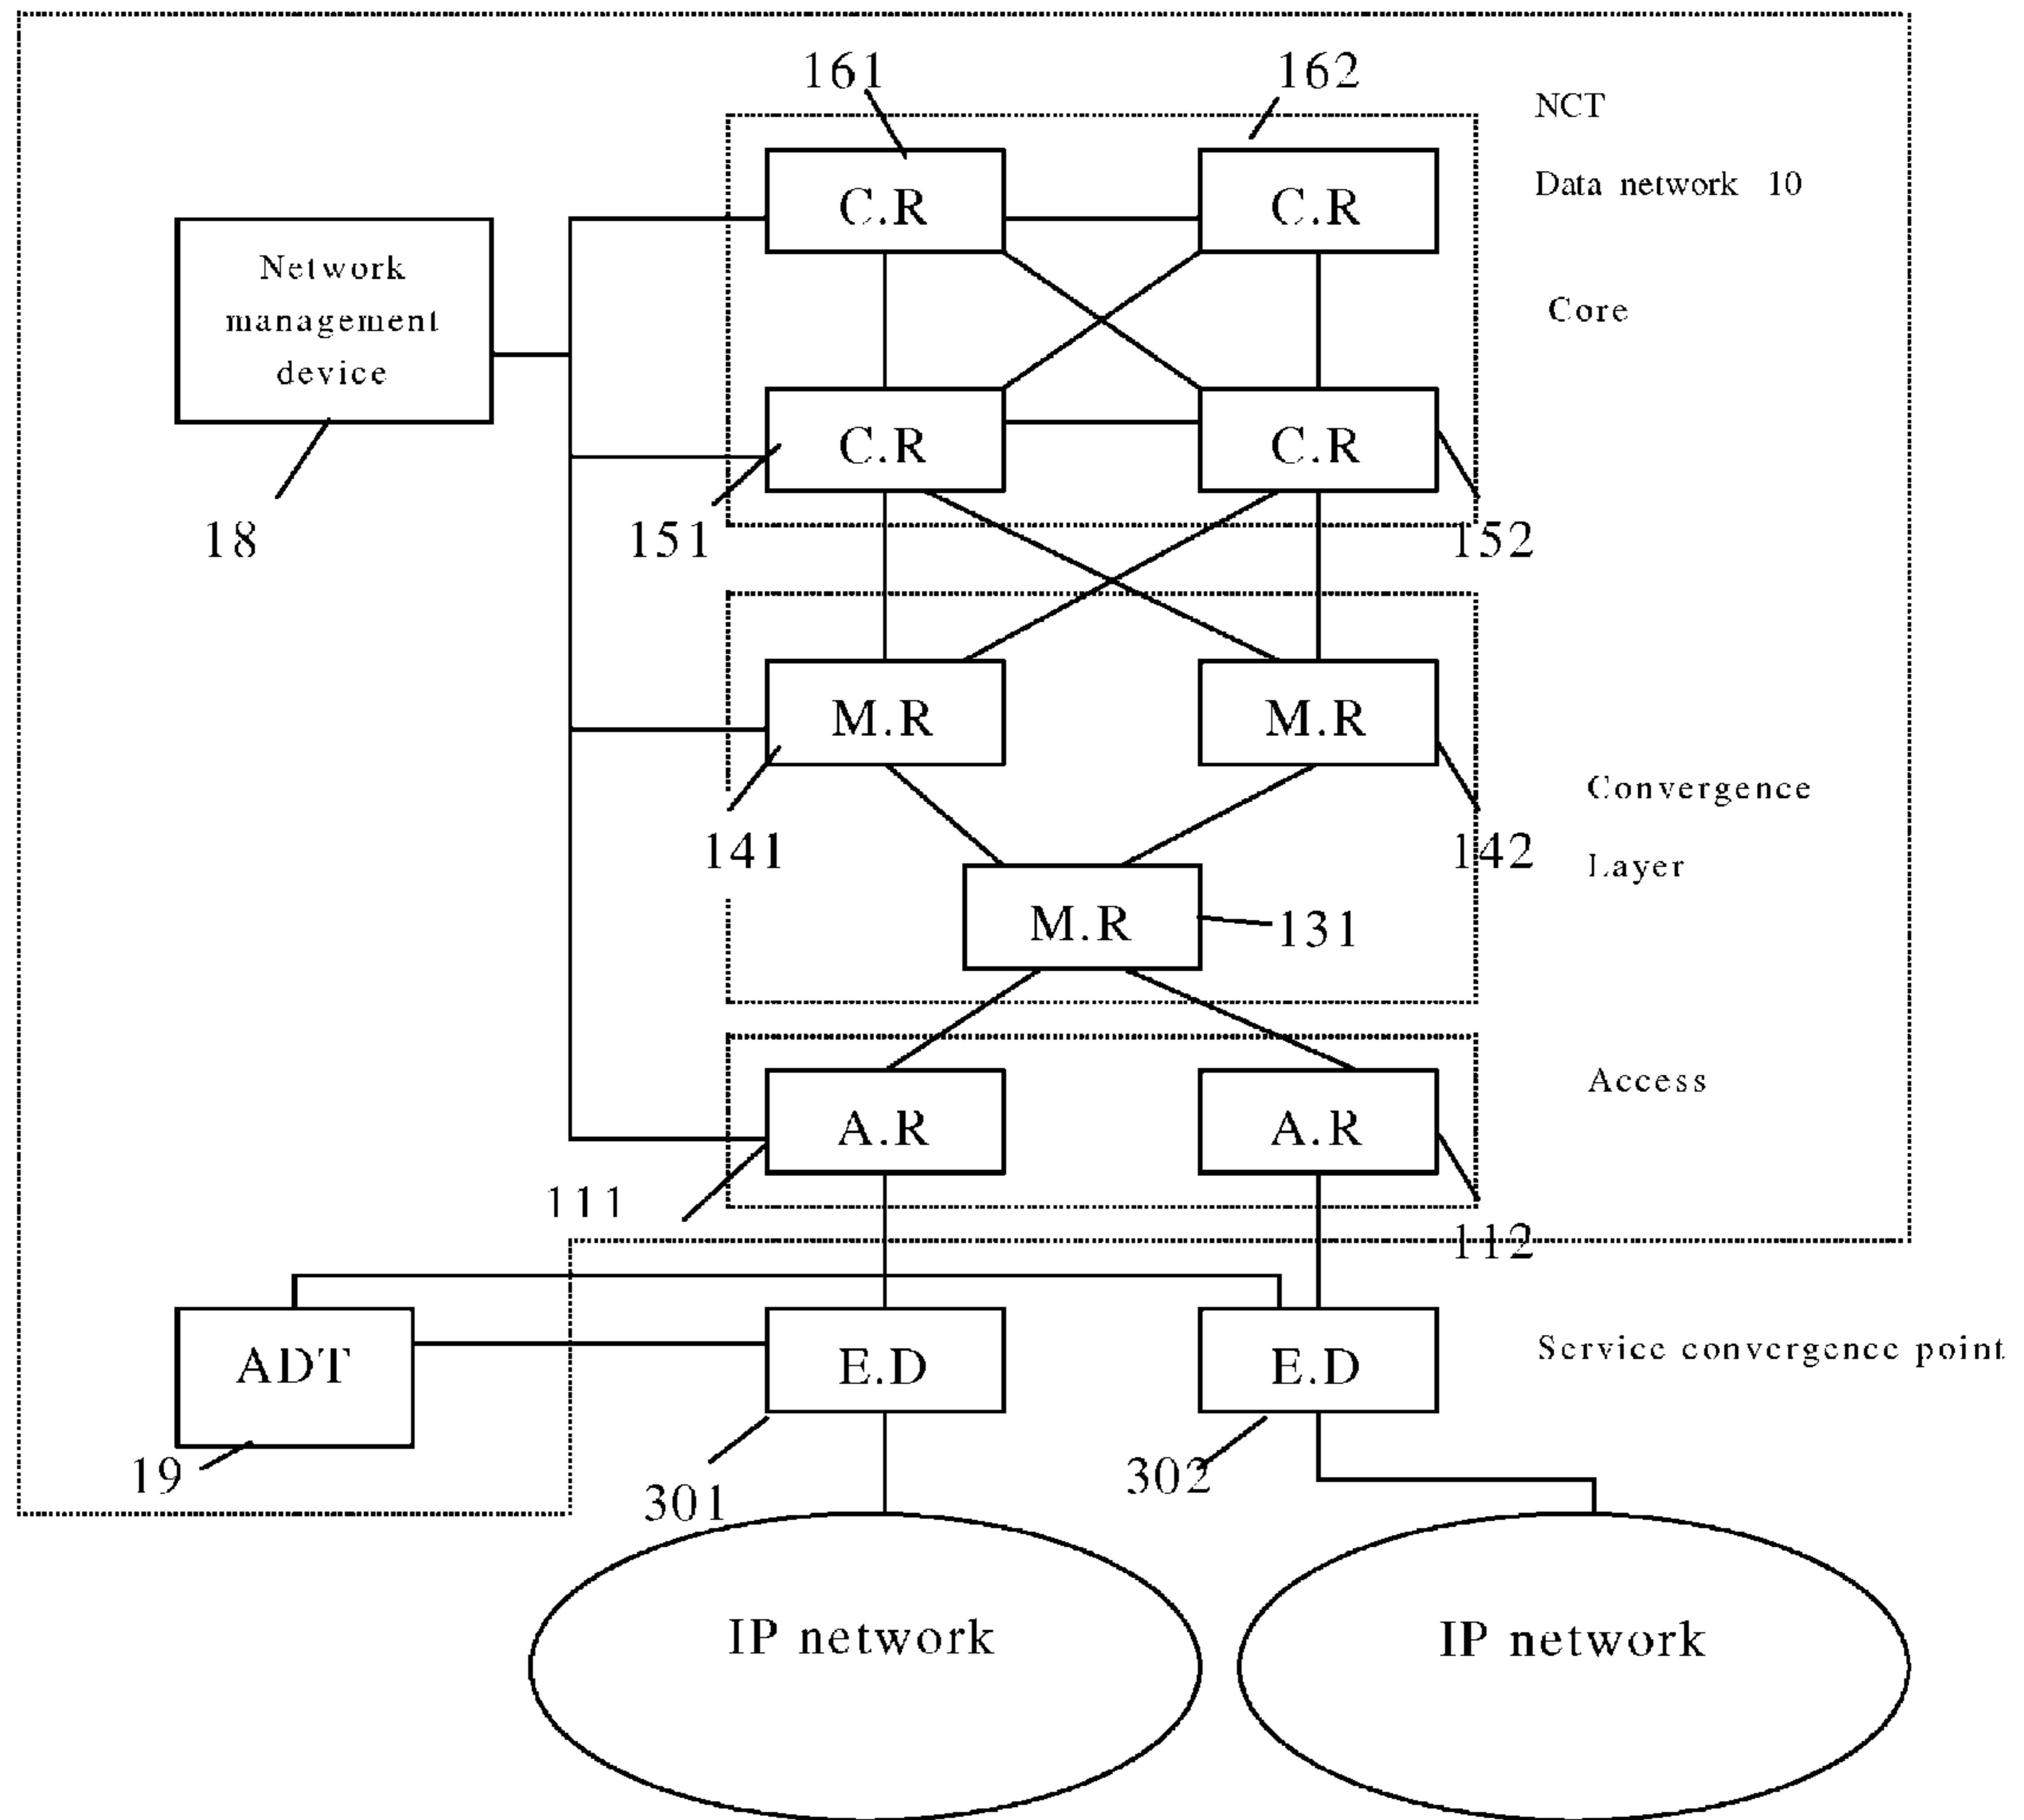 161
162
NCT
C.R
C.R
Data network 10
Network
management
device
Core
C.R
C.R
18
151
152
M.R
M.R
Convergence
141
142
Layer
M.R
131
Access
A.R
A.R
111
112
ADT
E.D
E.D
Service convergence point
19
301
302
IP network
IP network